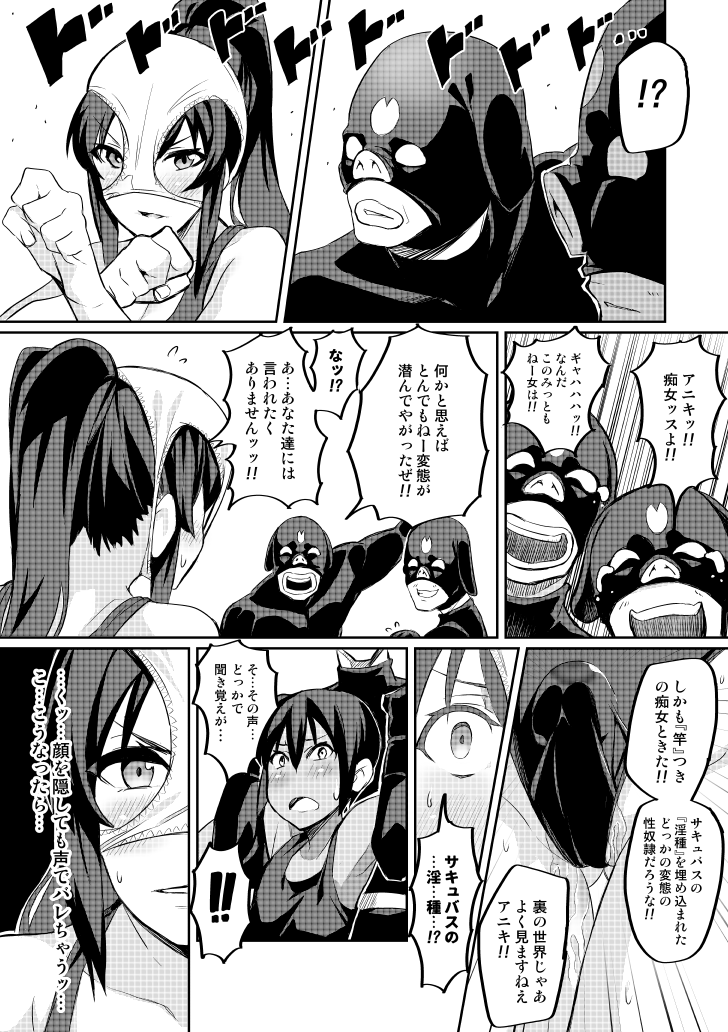 ドドドドドドド…
!?
アニキッ!!
痴女ッスよ!!
ギャハハハッ!!
なんだ
このみっとも
ねー女は!!
何かと思えば
とんでもねー変態が
潜んでやがったぜ!!
なッ!?
あ…あなた達には
言われたく
ありませんッッ!!
しかも『竿』つき
の痴女ときた!!
サキュバスの
『淫種』を埋め込まれた
どっかの変態の
性奴隷だろうな!!
裏の世界じゃあ
よく見ますねえ
アニキ!!
サキュバスの
…淫…種…!?
そ…その声…
どっかで
聞き覚えが…
!!
…くッ…顔を隠しても声でバレちゃうッ…
こ…こうなったら…